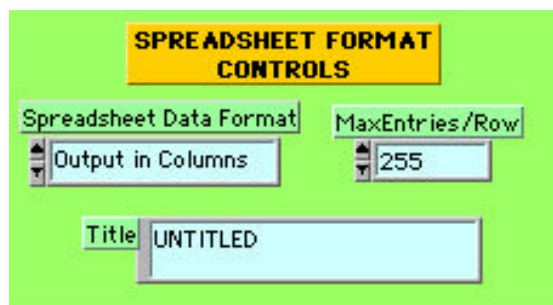 SPREADSHEET FORMAT
CONTROLS
Spreadsheet Data Format
MaxEntries/Row
Output in Columns
255
Title
UNTITLED